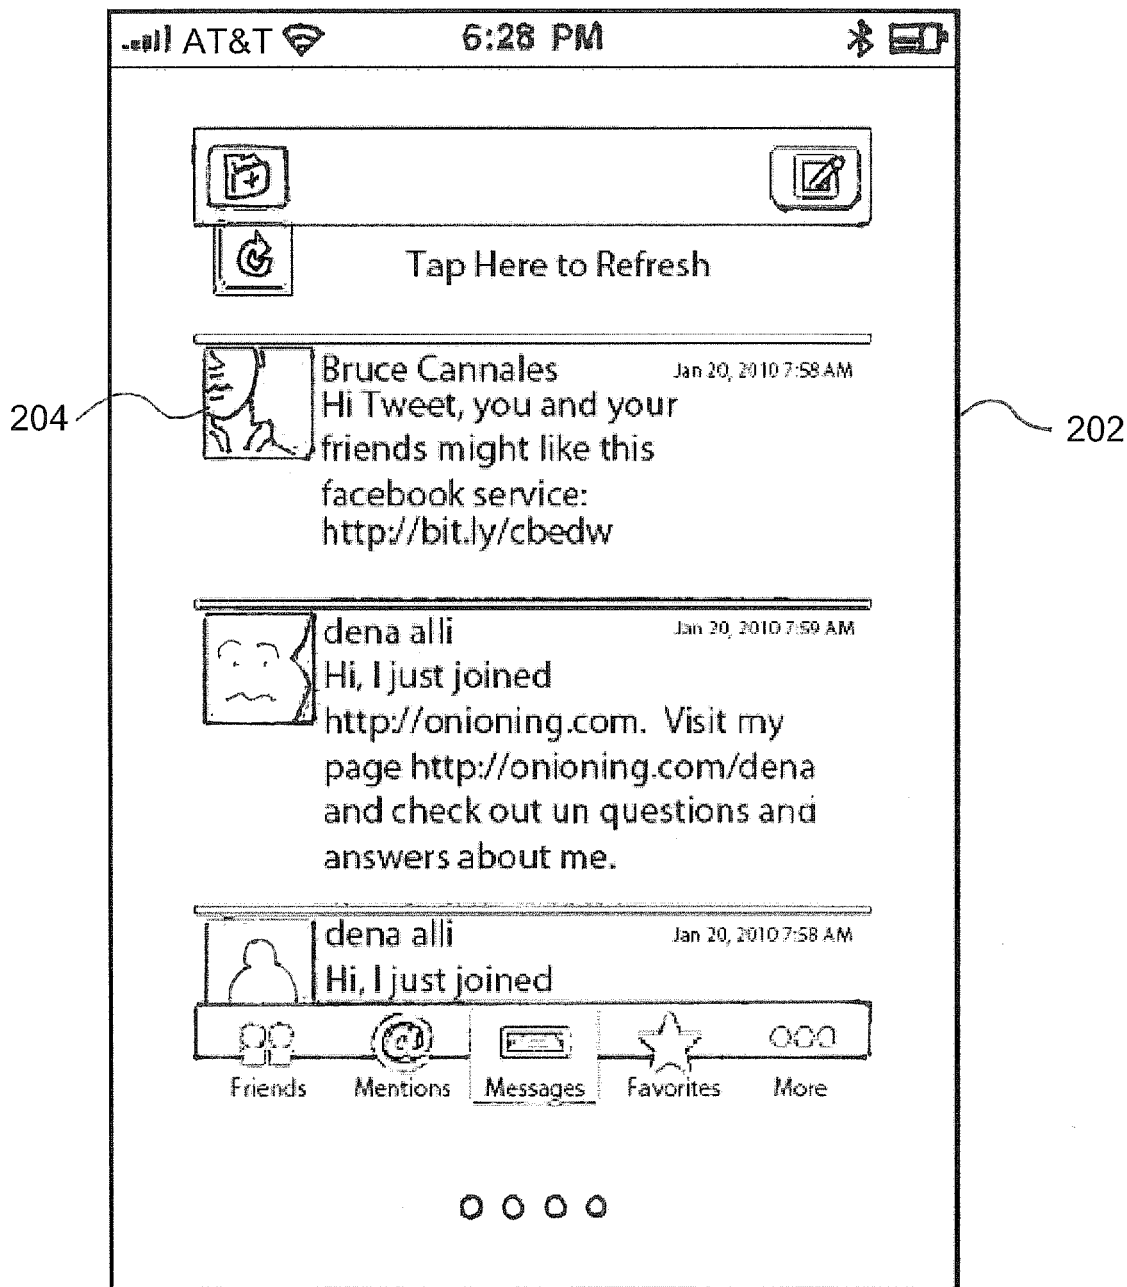 AT&T 6:28 PM
Tap Here to Refresh
Bruce Cannales Jan 20, 2010 7:58 AM
Hi Tweet, you and your
friends might like this
facebook service:
http://bit.ly/cbedw
204
202
dena alli Jan 20, 2010 7:59 AM
Hi, I just joined
http://onioning.com. Visit my
page http://onioning.com/dena
and check out un questions and
answers about me.
dena alli Jan 20, 2010 7:58 AM
Hi, I just joined
Friends Mentions Messages Favorites More